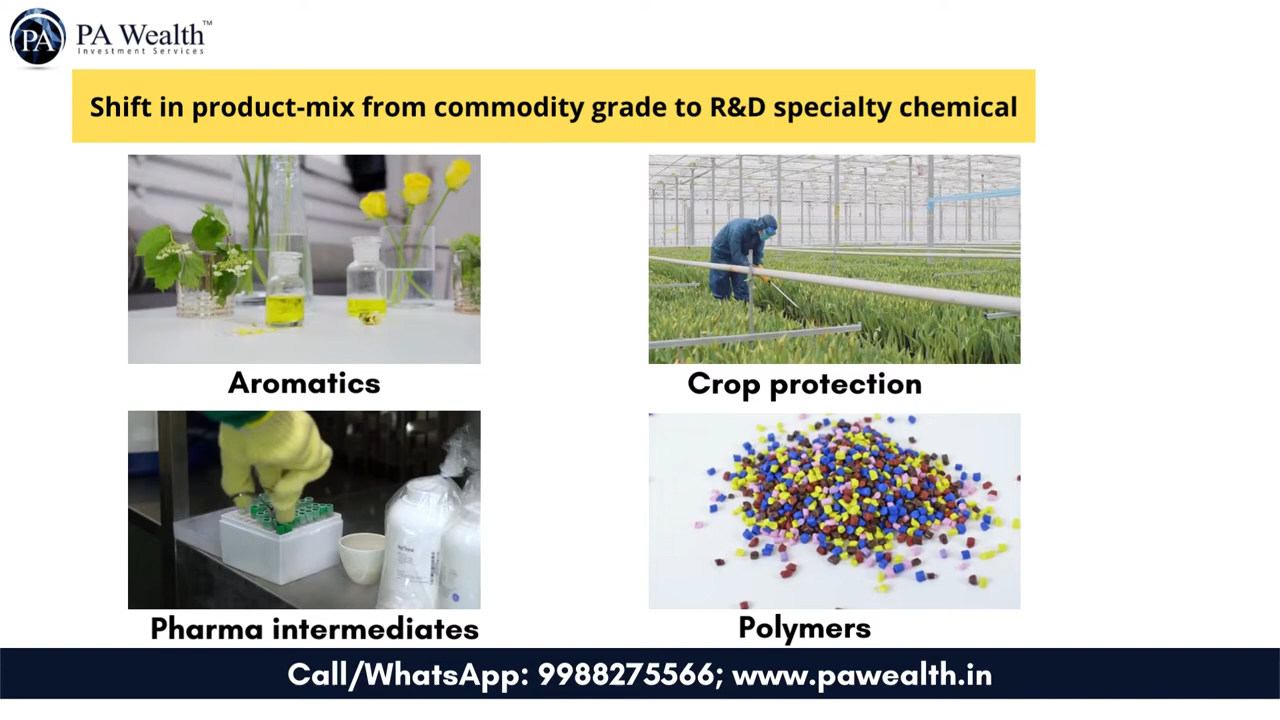 PA
PA Wealth™
Investment Services
Shift in product-mix from commodity grade to R&D specialty chemical
Aromatics
Crop protection
Pharma intermediates
Polymers
Call/WhatsApp: 9988275566; www.pawealth.in